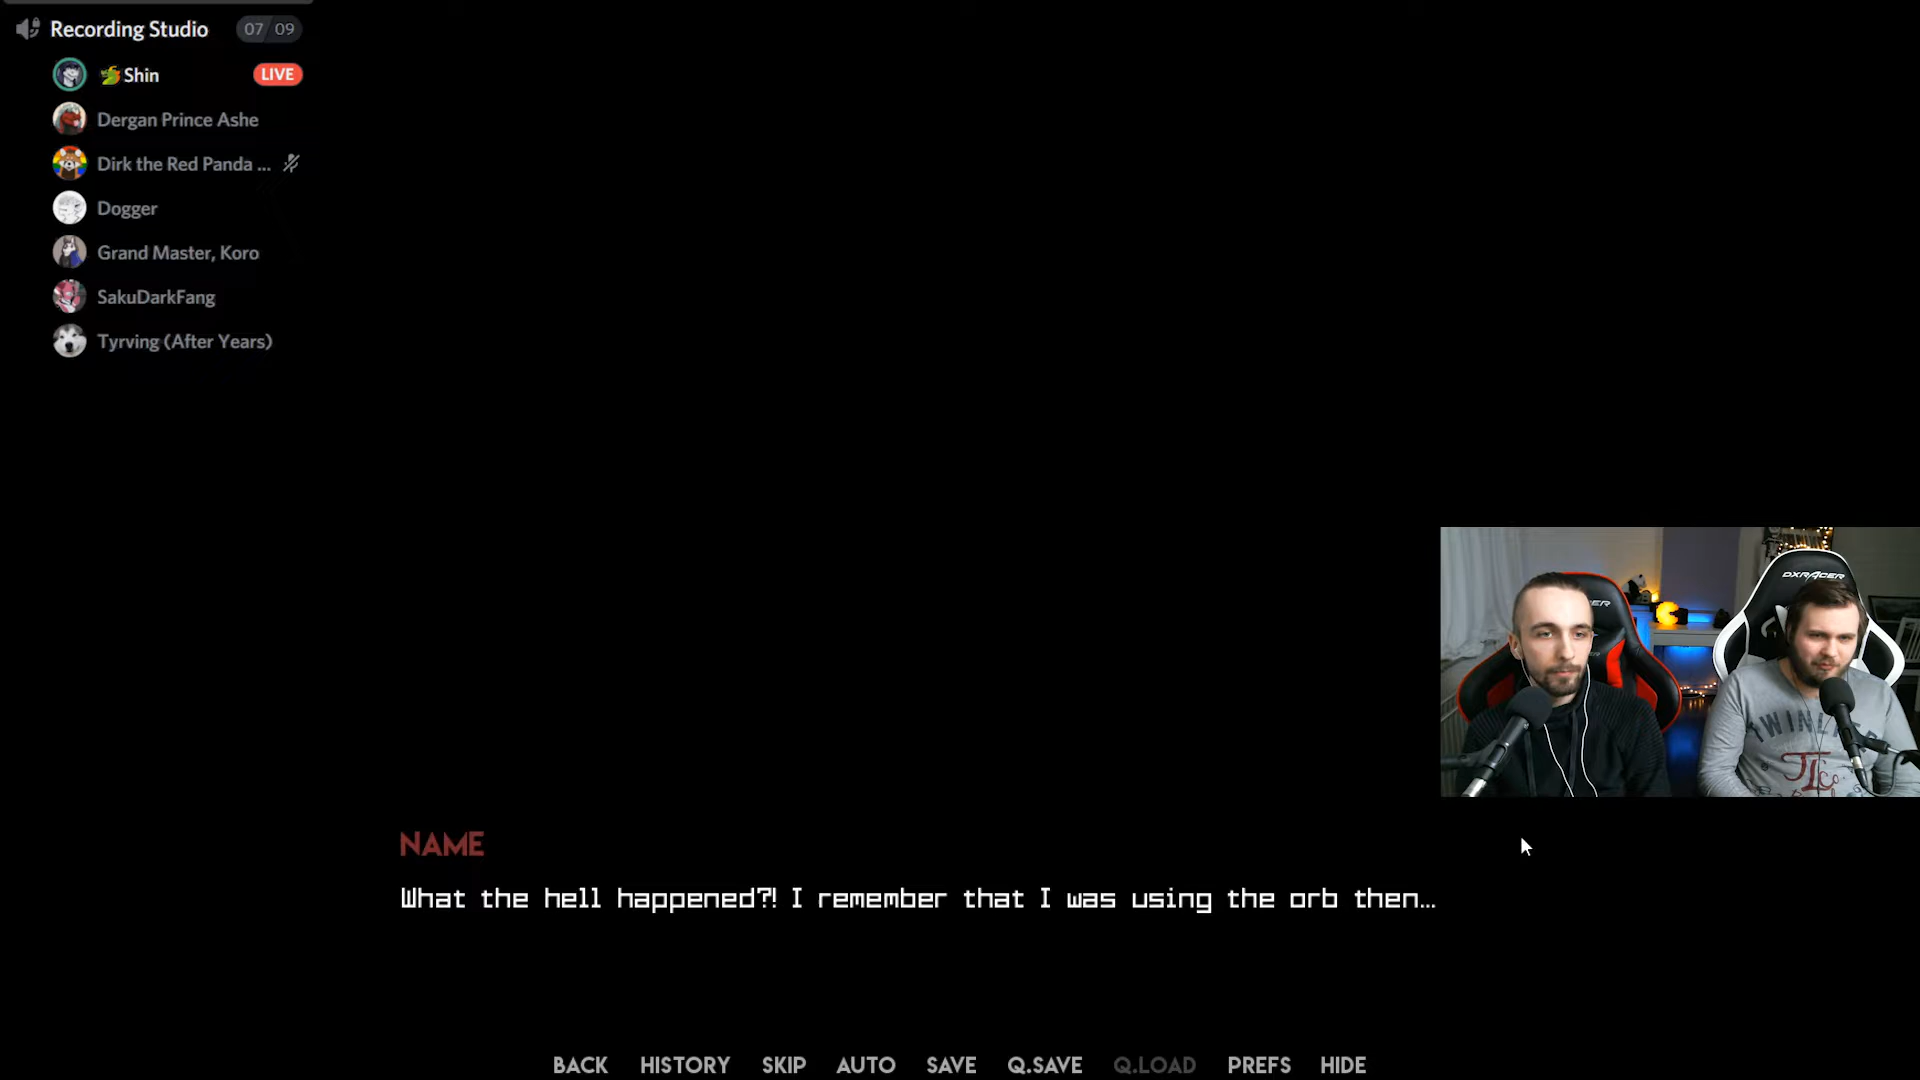 Recording Studio 07 09
Shin LIVE
Dergan Prince Ashe
Dirk the Red Panda ...
Dogger
Grand Master, Koro
SakuDarkFang
Tyrving (After Years)
DXRACER
NAME
What the hell happened?! I remember that I was using the orb then...
BACK HISTORY SKIP AUTO SAVE Q.SAVE Q.LOAD PREFS HIDE